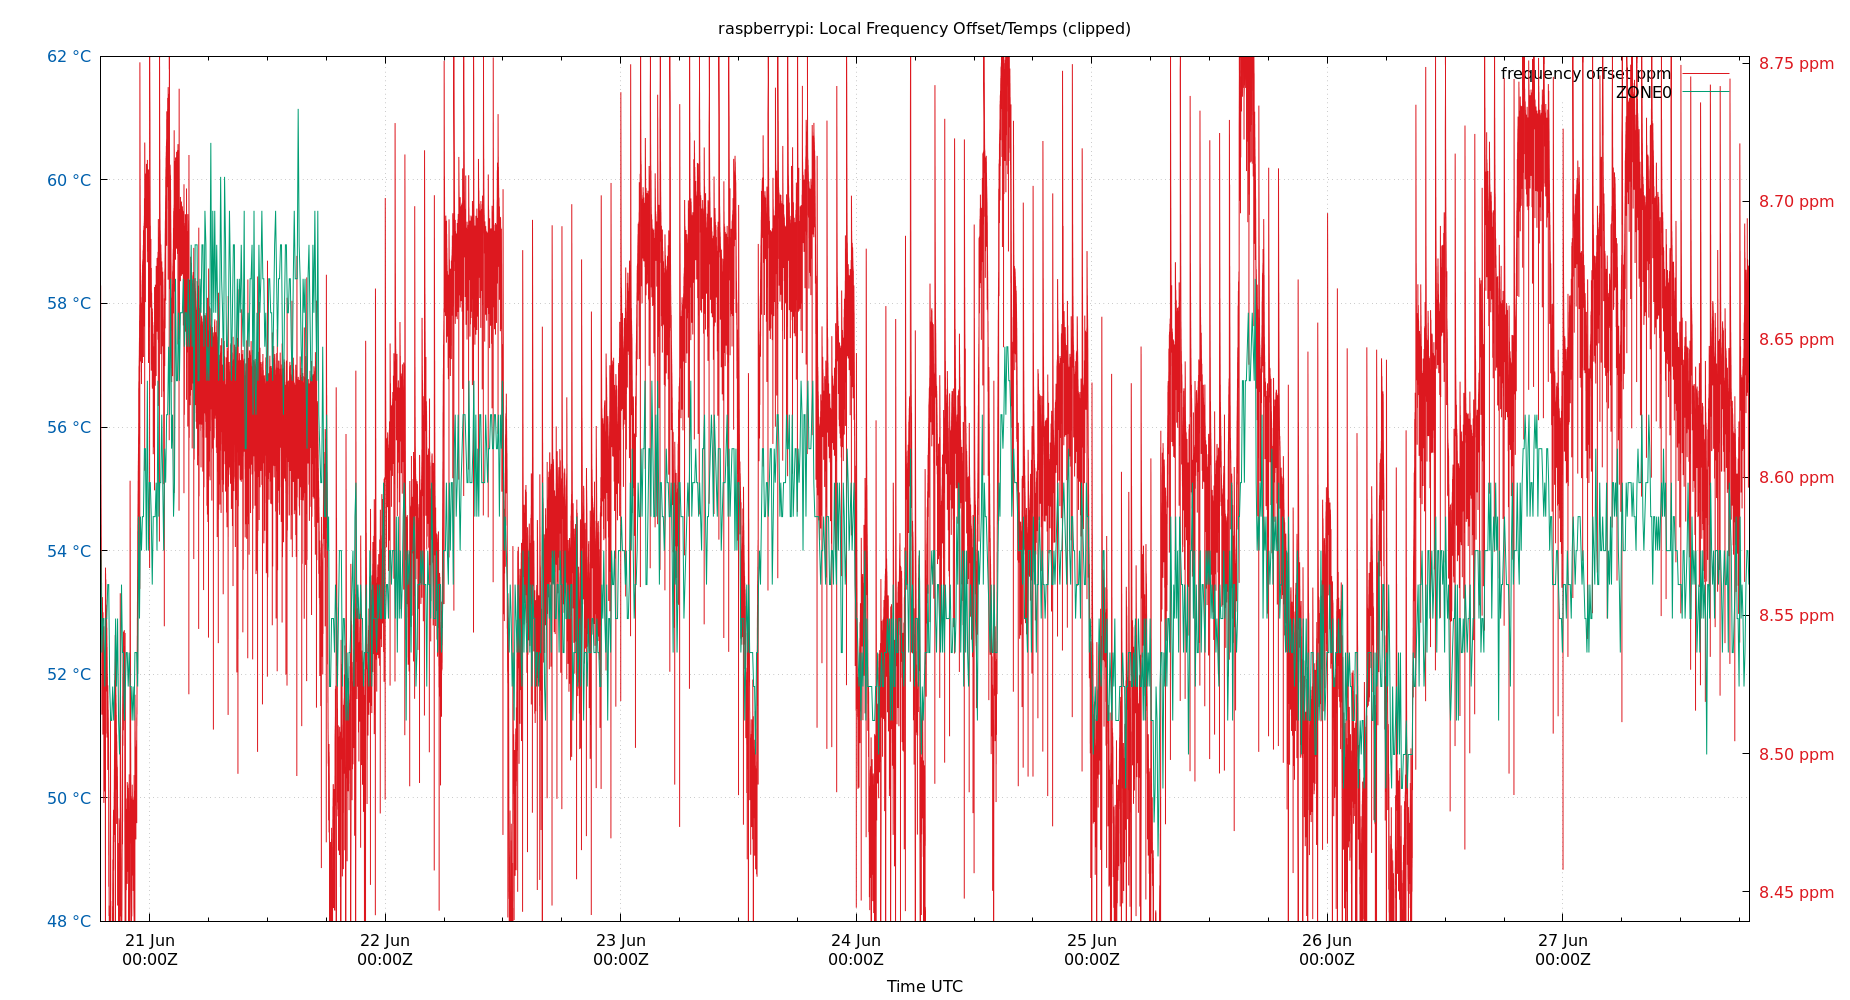 raspberrypi: Local Frequency Offset/Temps (clipped)
62 °C
60 °C
58 °C
56 °C
54 °C
52 °C
50 °C
48 °C
8.75 ppm
8.70 ppm
8.65 ppm
8.60 ppm
8.55 ppm
8.50 ppm
8.45 ppm
frequency offset ppm
ZONE0
21 Jun
00:00Z
22 Jun
00:00Z
23 Jun
00:00Z
24 Jun
00:00Z
25 Jun
00:00Z
26 Jun
00:00Z
27 Jun
00:00Z
Time UTC